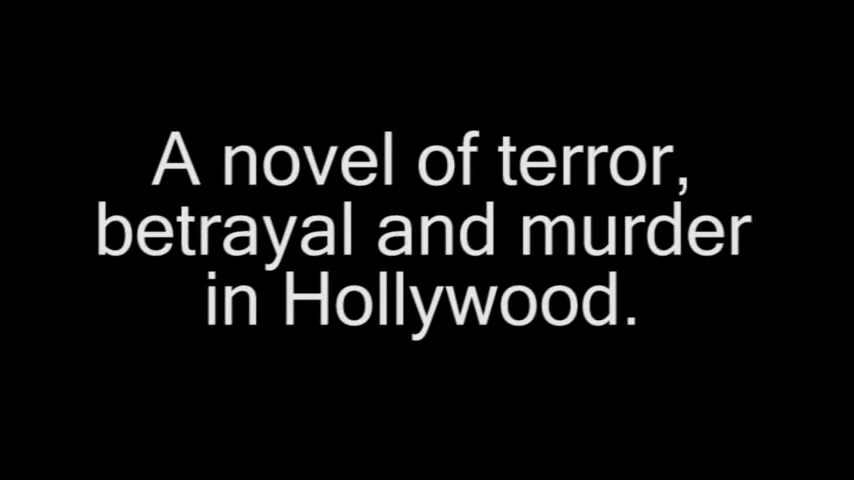 A novel of terror,
betrayal and murder
in Hollywood.